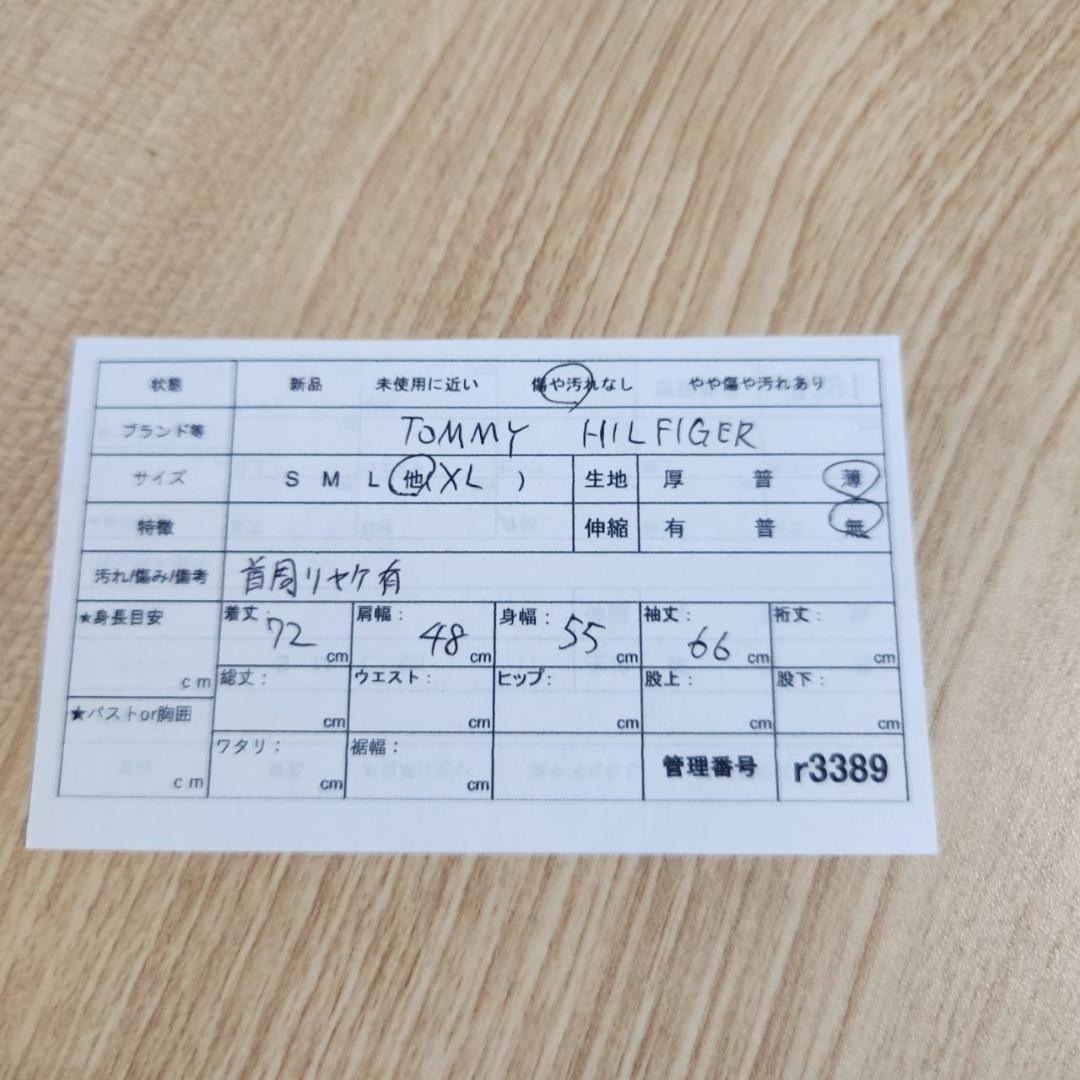 状態 新品 未使用に近い 傷や汚れなし やや傷や汚れあり
ブランド等 TOMMY HILFIGER
サイズ S M L 他(XL ) 生地 厚 普 薄
特徴 伸縮 有 普 無
汚れ/傷み/備考 首周りヤケ有
★身長目安 cm 着丈: 72 cm 肩幅: 48 cm 身幅: 55 cm 袖丈: 66 cm 裄丈: cm
総丈: cm ウエスト: cm ヒップ: cm 股上: cm 股下: cm
★バストor胸囲 cm ワタリ: cm 裾幅: cm 管理番号 r3389